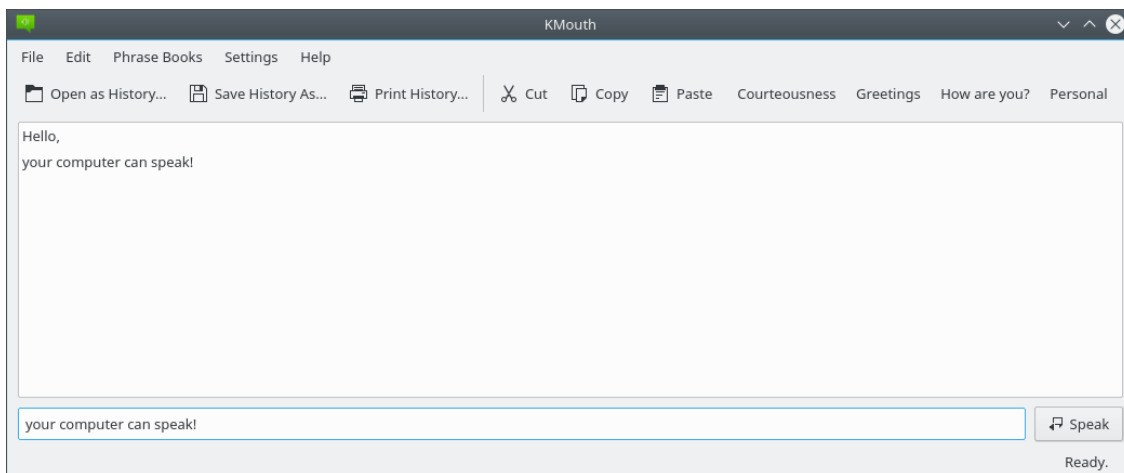 KMouth
File Edit Phrase Books Settings Help
Open as History... Save History As... Print History... Cut Copy Paste Courteousness Greetings How are you? Personal
Hello,
your computer can speak!
your computer can speak! Speak
Ready.